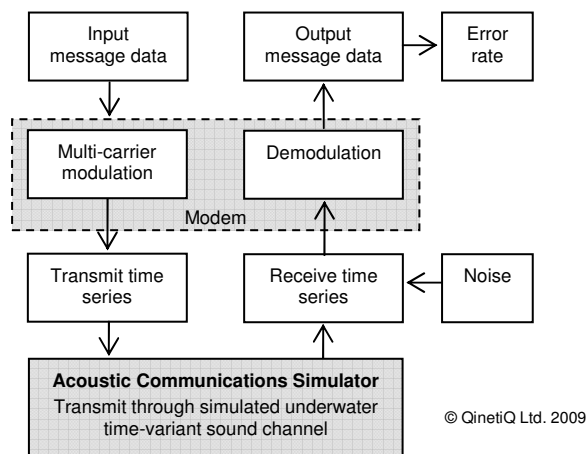 Input
message data
Output
message data
Error
rate
Multi-carrier
modulation
Demodulation
Modem
Transmit time
series
Receive time
series
Noise
Acoustic Communications Simulator
Transmit through simulated underwater
time-variant sound channel
© QinetiQ Ltd. 2009